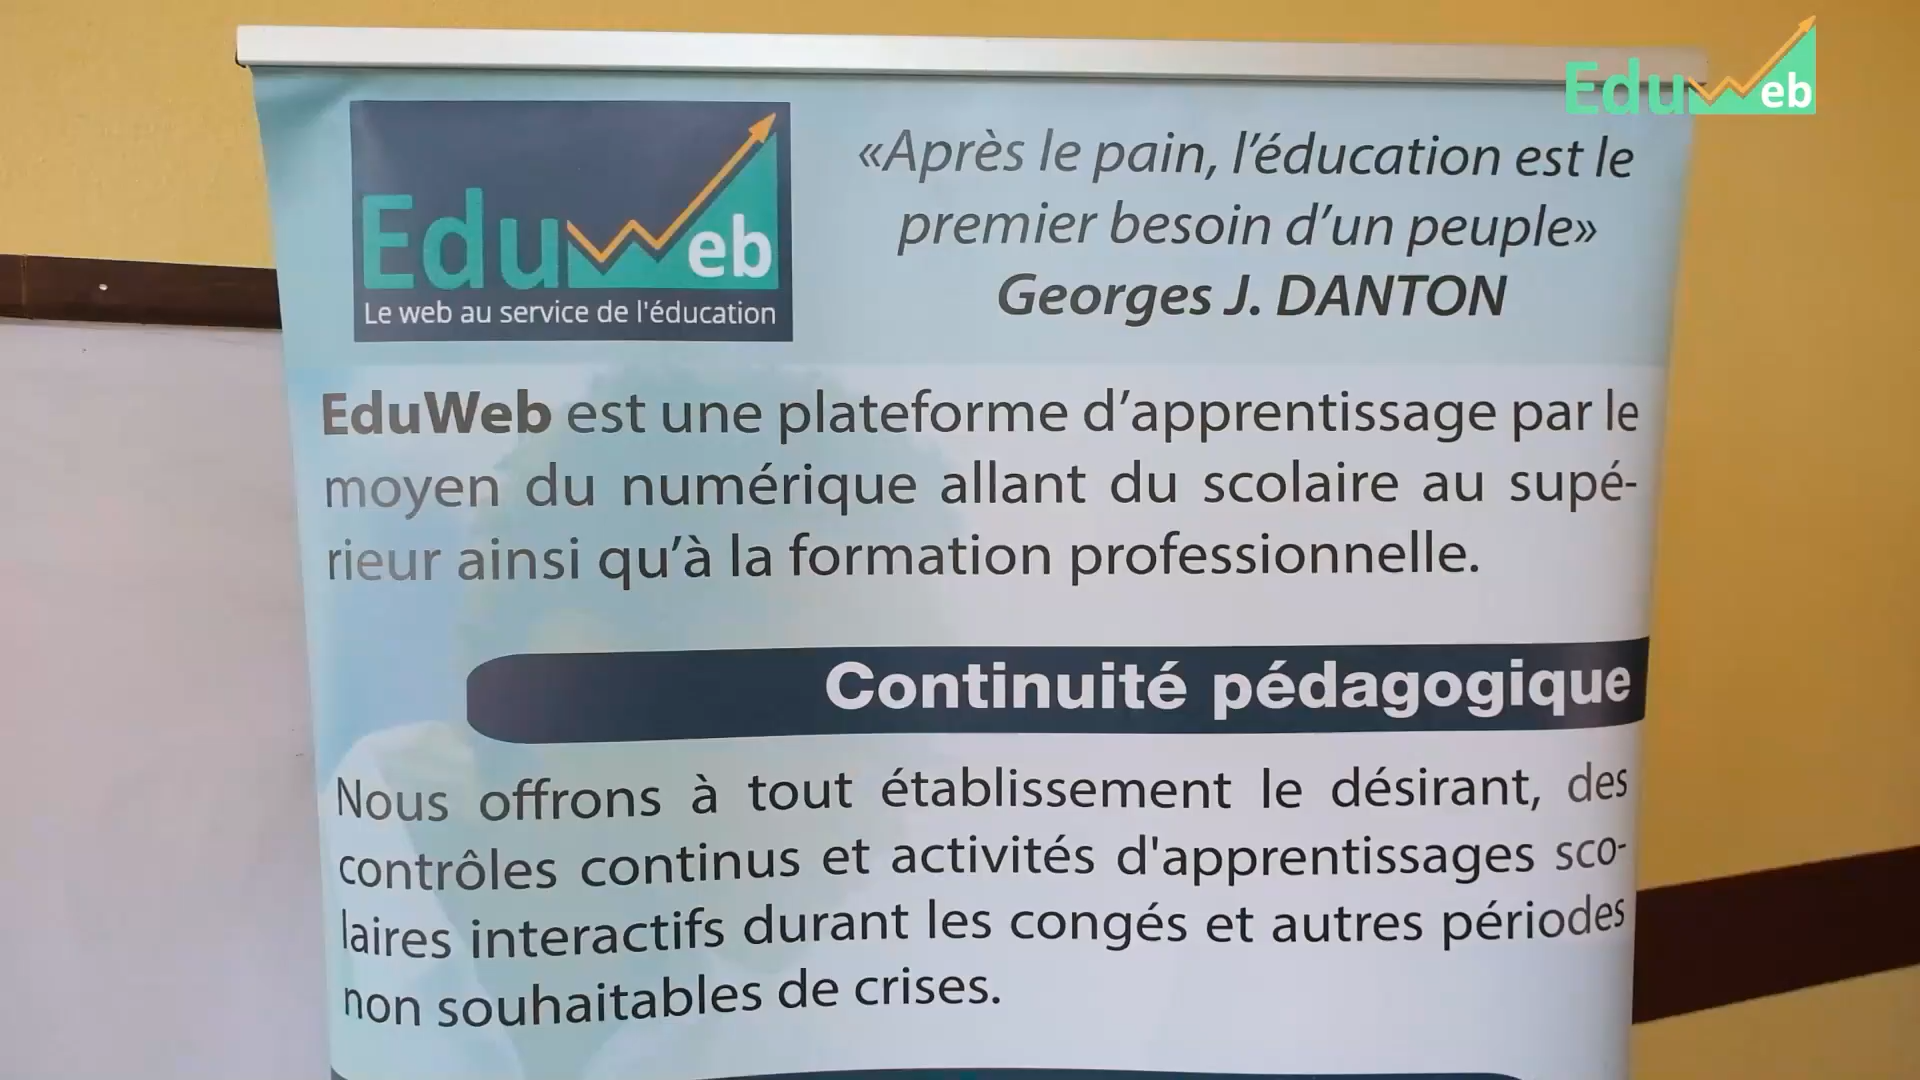 EduWeb
EduWeb
Le web au service de l'éducation
«Après le pain, l'éducation est le
premier besoin d'un peuple»
Georges J. DANTON
EduWeb est une plateforme d'apprentissage par le
moyen du numérique allant du scolaire au supé-
rieur ainsi qu'à la formation professionnelle.
Continuité pédagogique
Nous offrons à tout établissement le désirant, des
contrôles continus et activités d'apprentissages sco-
laires interactifs durant les congés et autres périodes
non souhaitables de crises.